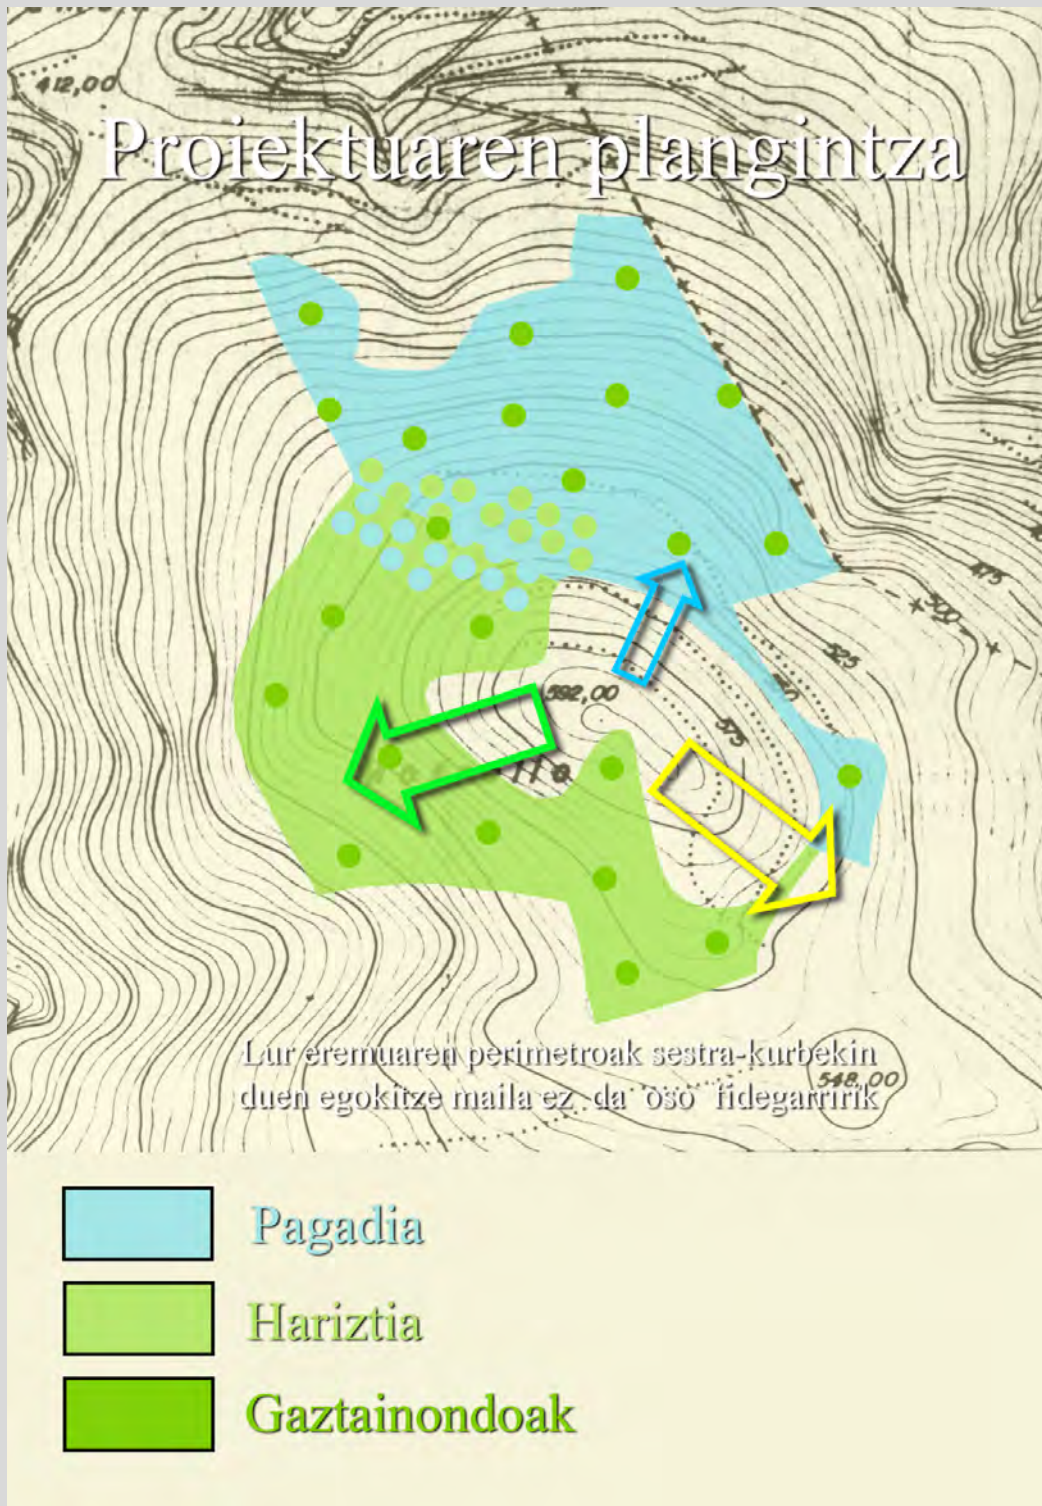 412,00
Proiektuaren plangintza
475
500
525
592,00
575
Lur eremuaren perimetroak sestra-kurbekin
duen egokitze maila ez da oso fidegarririk
548,00
Pagadia
Hariztia
Gaztainondoak